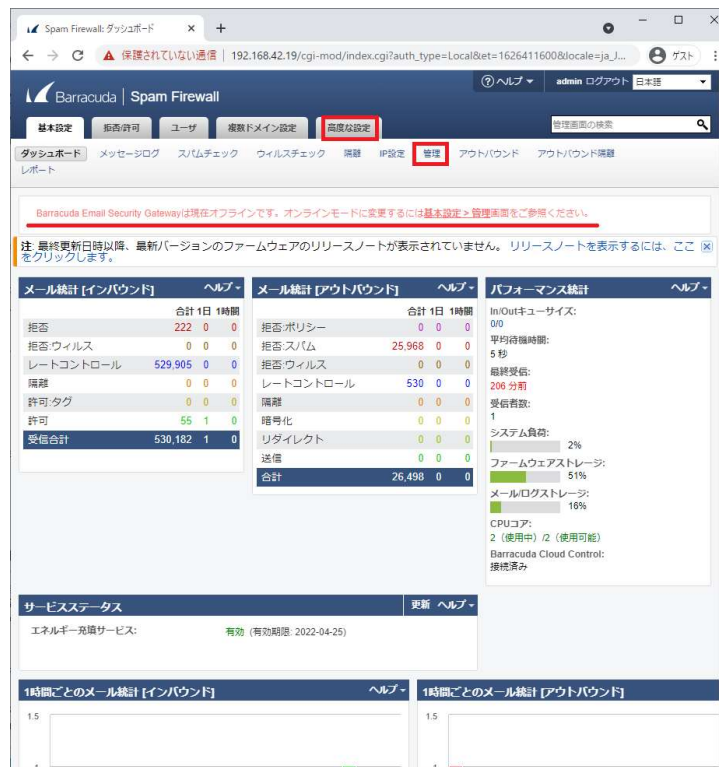 Spam Firewall: ダッシュボード
保護されていない通信 | 192.168.42.19/cgi-mod/index.cgi?auth_type=Local&et=1626411600&locale=ja_J... ゲスト
Barracuda | Spam Firewall
ヘルプ admin ログアウト 日本語
基本設定 拒否/許可 ユーザ 複数ドメイン設定 高度な設定 管理画面の検索
ダッシュボード メッセージログ スパムチェック ウィルスチェック 隔離 IP設定 管理 アウトバウンド アウトバウンド隔離
レポート
Barracuda Email Security Gatewayは現在オフラインです。オンラインモードに変更するには基本設定 > 管理画面をご参照ください。
注: 最終更新日時以降、最新バージョンのファームウェアのリリースノートが表示されていません。 リリースノートを表示するには、ここ
をクリックします。
メール統計 [インバウンド] ヘルプ
合計 1日 1時間
拒否 222 0 0
拒否:ウィルス 0 0 0
レートコントロール 529,905 0 0
隔離 0 0 0
許可:タグ 0 0 0
許可 55 1 0
受信合計 530,182 1 0
メール統計 [アウトバウンド] ヘルプ
合計 1日 1時間
拒否:ポリシー 0 0 0
拒否:スパム 25,968 0 0
拒否:ウィルス 0 0 0
レートコントロール 530 0 0
隔離 0 0 0
暗号化 0 0 0
リダイレクト 0 0 0
送信 0 0 0
合計 26,498 0 0
パフォーマンス統計 ヘルプ
In/Outキューサイズ:
0/0
平均待機時間:
5 秒
最終受信:
206 分前
受信者数:
1
システム負荷:
2%
ファームウェアストレージ:
51%
メール/ログストレージ:
16%
CPUコア:
2（使用中）/2（使用可能）
Barracuda Cloud Control:
接続済み
サービスステータス 更新 ヘルプ
エネルギー充填サービス: 有効 (有効期限: 2022-04-25)
1時間ごとのメール統計 [インバウンド] ヘルプ
1.5
1時間ごとのメール統計 [アウトバウンド]
1.5